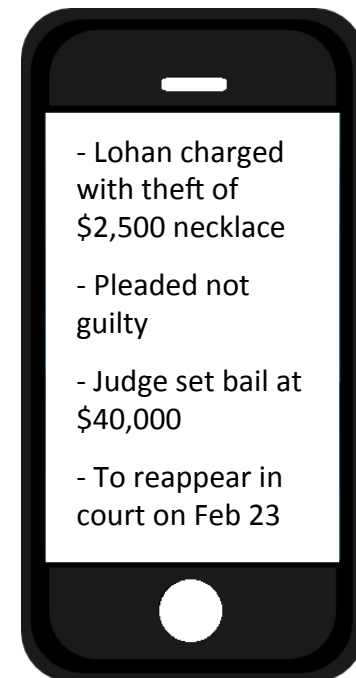 - Lohan charged
with theft of
$2,500 necklace
- Pleaded not
guilty
- Judge set bail at
$40,000
- To reappear in
court on Feb 23